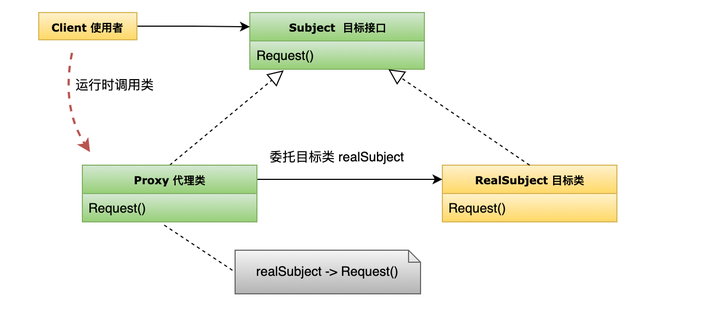 Client 使用者
Subject 目标接口
Request()
运行时调用类
委托目标类 realSubject
Proxy 代理类
Request()
RealSubject 目标类
Request()
realSubject -> Request()